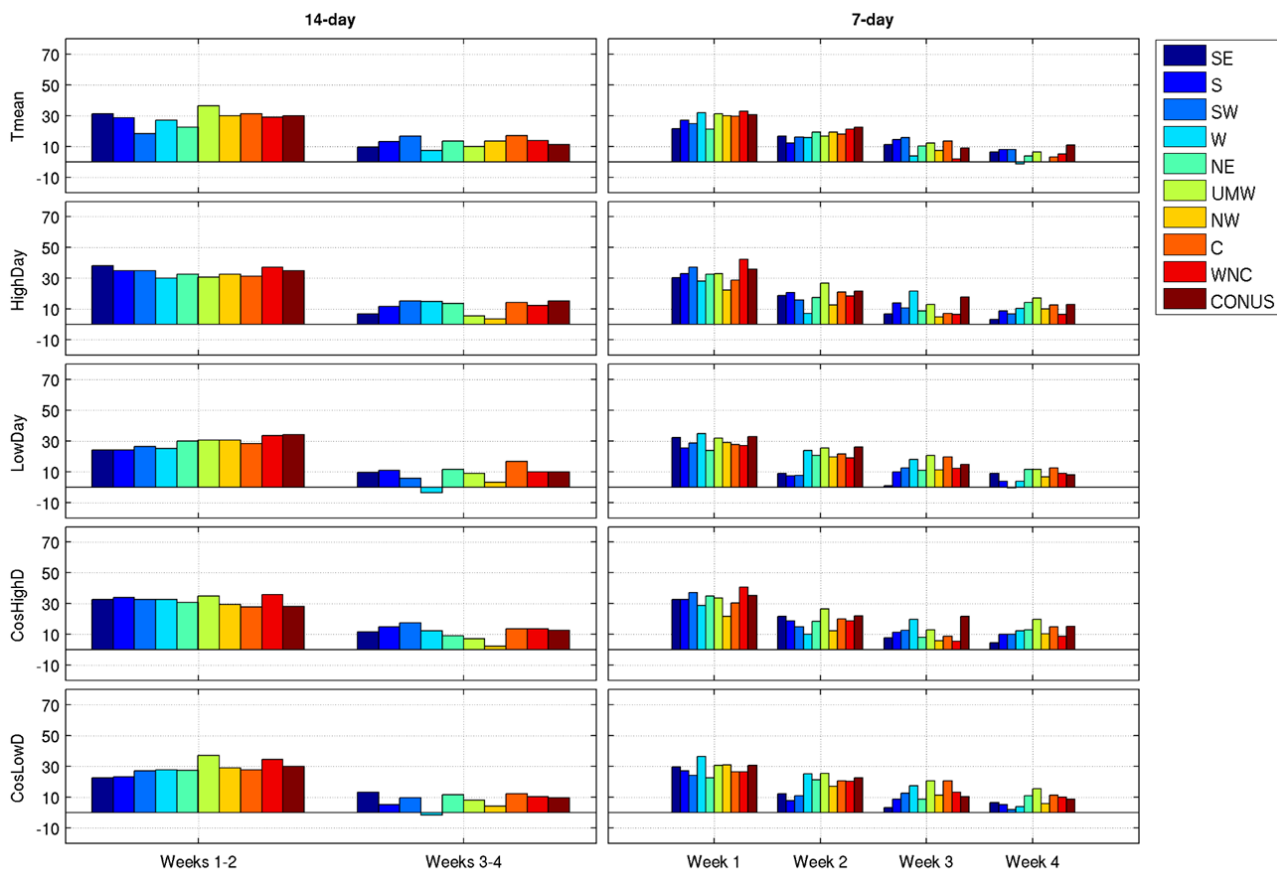 14-day
7-day
Tmean
70
50
30
10
-10
HighDay
70
50
30
10
-10
LowDay
70
50
30
10
-10
CosHighD
70
50
30
10
-10
CosLowD
70
50
30
10
-10
Weeks 1-2
Weeks 3-4
Week 1
Week 2
Week 3
Week 4
SE
S
SW
W
NE
UMW
NW
C
WNC
CONUS